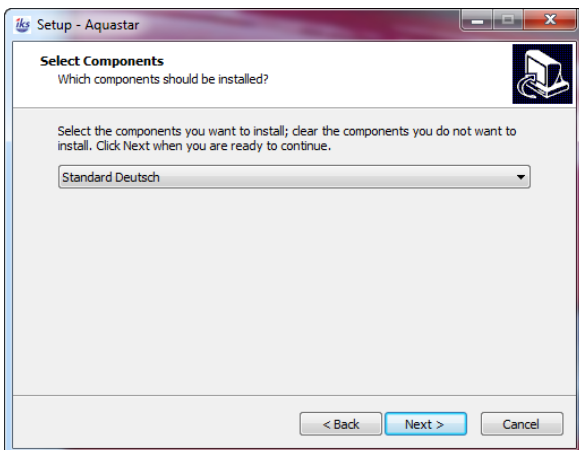 iks Setup - Aquastar
Select Components
Which components should be installed?
Select the components you want to install; clear the components you do not want to
install. Click Next when you are ready to continue.
Standard Deutsch
< Back Next > Cancel